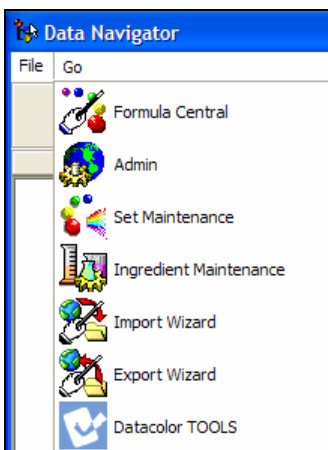 Data Navigator
File Go
Formula Central
Admin
Set Maintenance
Ingredient Maintenance
Import Wizard
Export Wizard
Datacolor TOOLS